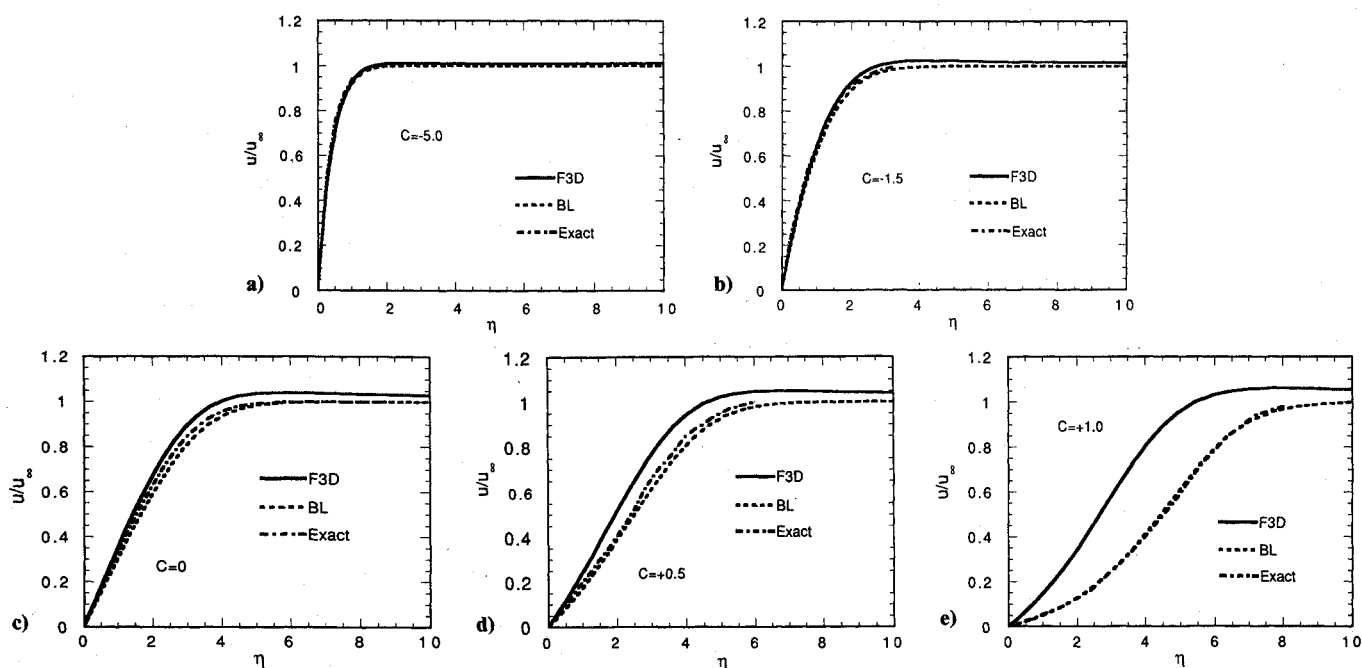 1.2
1
0.8
0.6
0.4
0.2
0
u/u∞
C=-5.0
F3D
BL
Exact
a)
0 2 4 6 8 10
η
1.2
1
0.8
0.6
0.4
0.2
0
u/u∞
C=-1.5
F3D
BL
Exact
b)
0 2 4 6 8 10
η
1.2
1
0.8
0.6
0.4
0.2
0
u/u∞
F3D
BL
Exact
C=0
c)
0 2 4 6 8 10
η
1.2
1
0.8
0.6
0.4
0.2
0
u/u∞
F3D
BL
Exact
C=+0.5
d)
0 2 4 6 8 10
η
1.2
1
0.8
0.6
0.4
0.2
0
u/u∞
C=+1.0
F3D
BL
Exact
e)
0 2 4 6 8 10
η